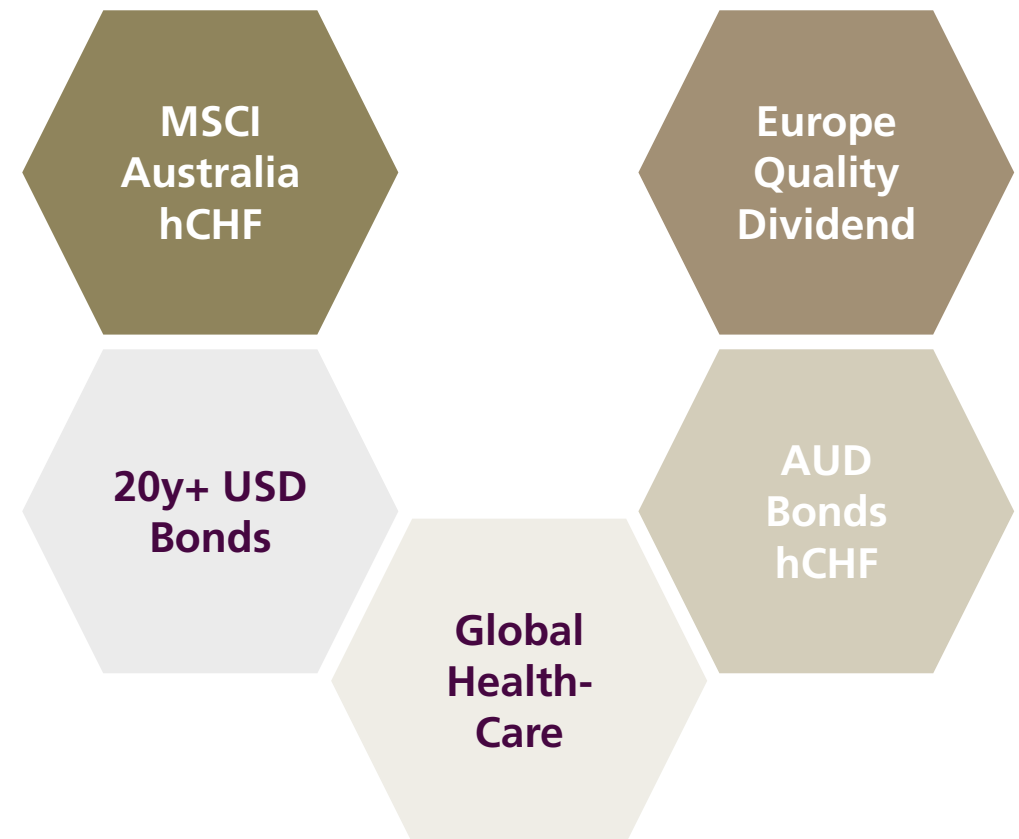 MSCI
Australia
hCHF
Europe
Quality
Dividend
20y+ USD
Bonds
AUD
Bonds
hCHF
Global
Health-
Care